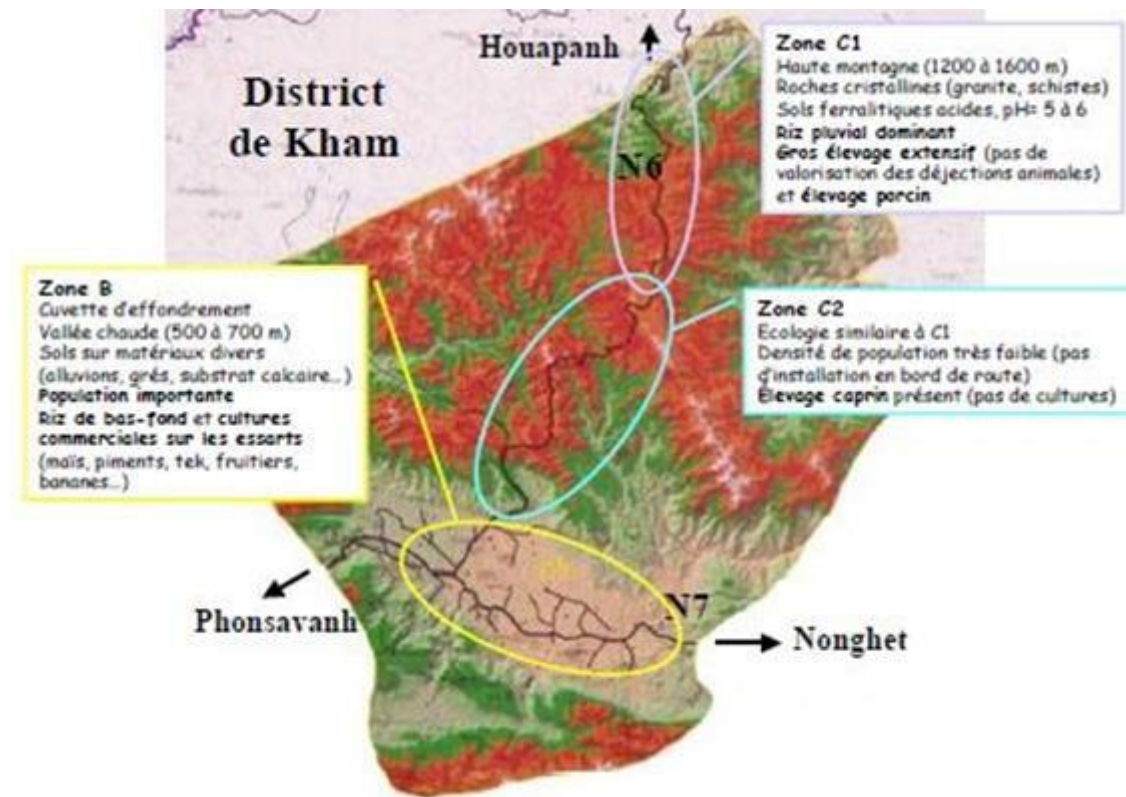 Houapanh
District
de Kham
N6
Zone C1
Haute montagne (1200 à 1600 m)
Roches cristallines (granite, schistes)
Sols ferralitiques acides, pH= 5 à 6
Riz pluvial dominant
Gros élevage extensif (pas de
valorisation des déjections animales)
et élevage porcin
Zone B
Cuvette d'effondrement
Vallée chaude (500 à 700 m)
Sols sur matériaux divers
(alluvions, grés, substrat calcaire...)
Population importante
Riz de bas-fond et cultures
commerciales sur les essarts
(maïs, piments, tek, fruitiers,
bananes...)
Zone C2
Ecologie similaire à C1
Densité de population très faible (pas
d'installation en bord de route)
Élevage caprin présent (pas de cultures)
Phonsavanh
N7
Nonghet